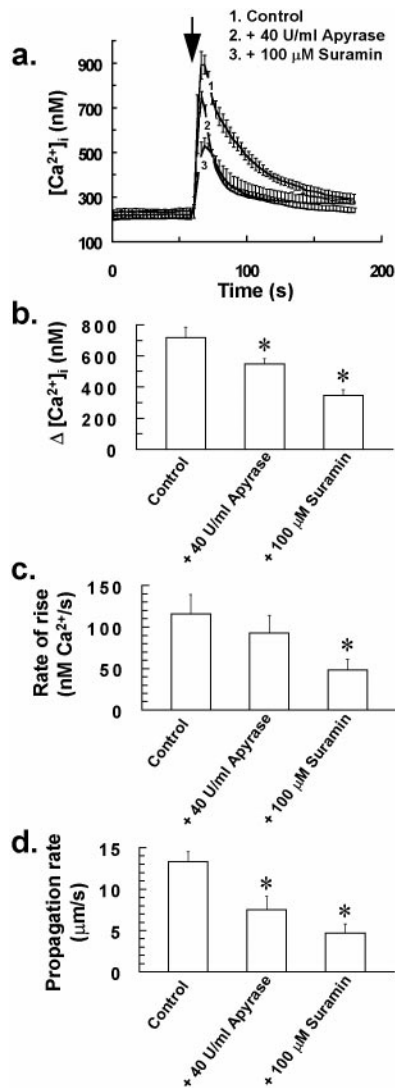 a.
1. Control
2. + 40 U/ml Apyrase
3. + 100 µM Suramin
[Ca²⁺]ᵢ (nM)
900
700
500
300
100
1
2
3
0
100
200
Time (s)
b.
Δ [Ca²⁺]ᵢ (nM)
800
600
400
200
0
*
*
Control
+ 40 U/ml Apyrase
+ 100 µM Suramin
c.
Rate of rise
(nM Ca²⁺/s)
150
100
50
0
*
Control
+ 40 U/ml Apyrase
+ 100 µM Suramin
d.
Propagation rate
(µm/s)
15
10
5
0
*
*
Control
+ 40 U/ml Apyrase
+ 100 µM Suramin